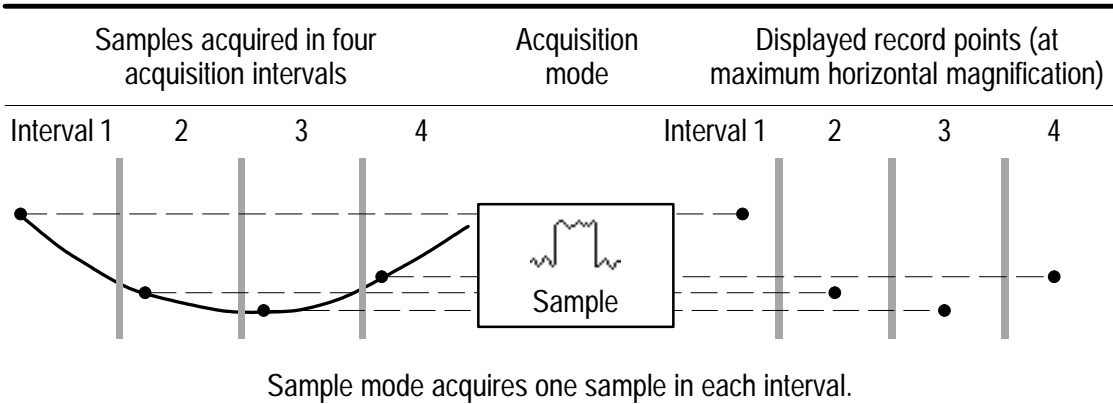 Samples acquired in four
acquisition intervals
Acquisition
mode
Displayed record points (at
maximum horizontal magnification)
Interval 1 2 3 4
Interval 1 2 3 4
Sample
Sample mode acquires one sample in each interval.